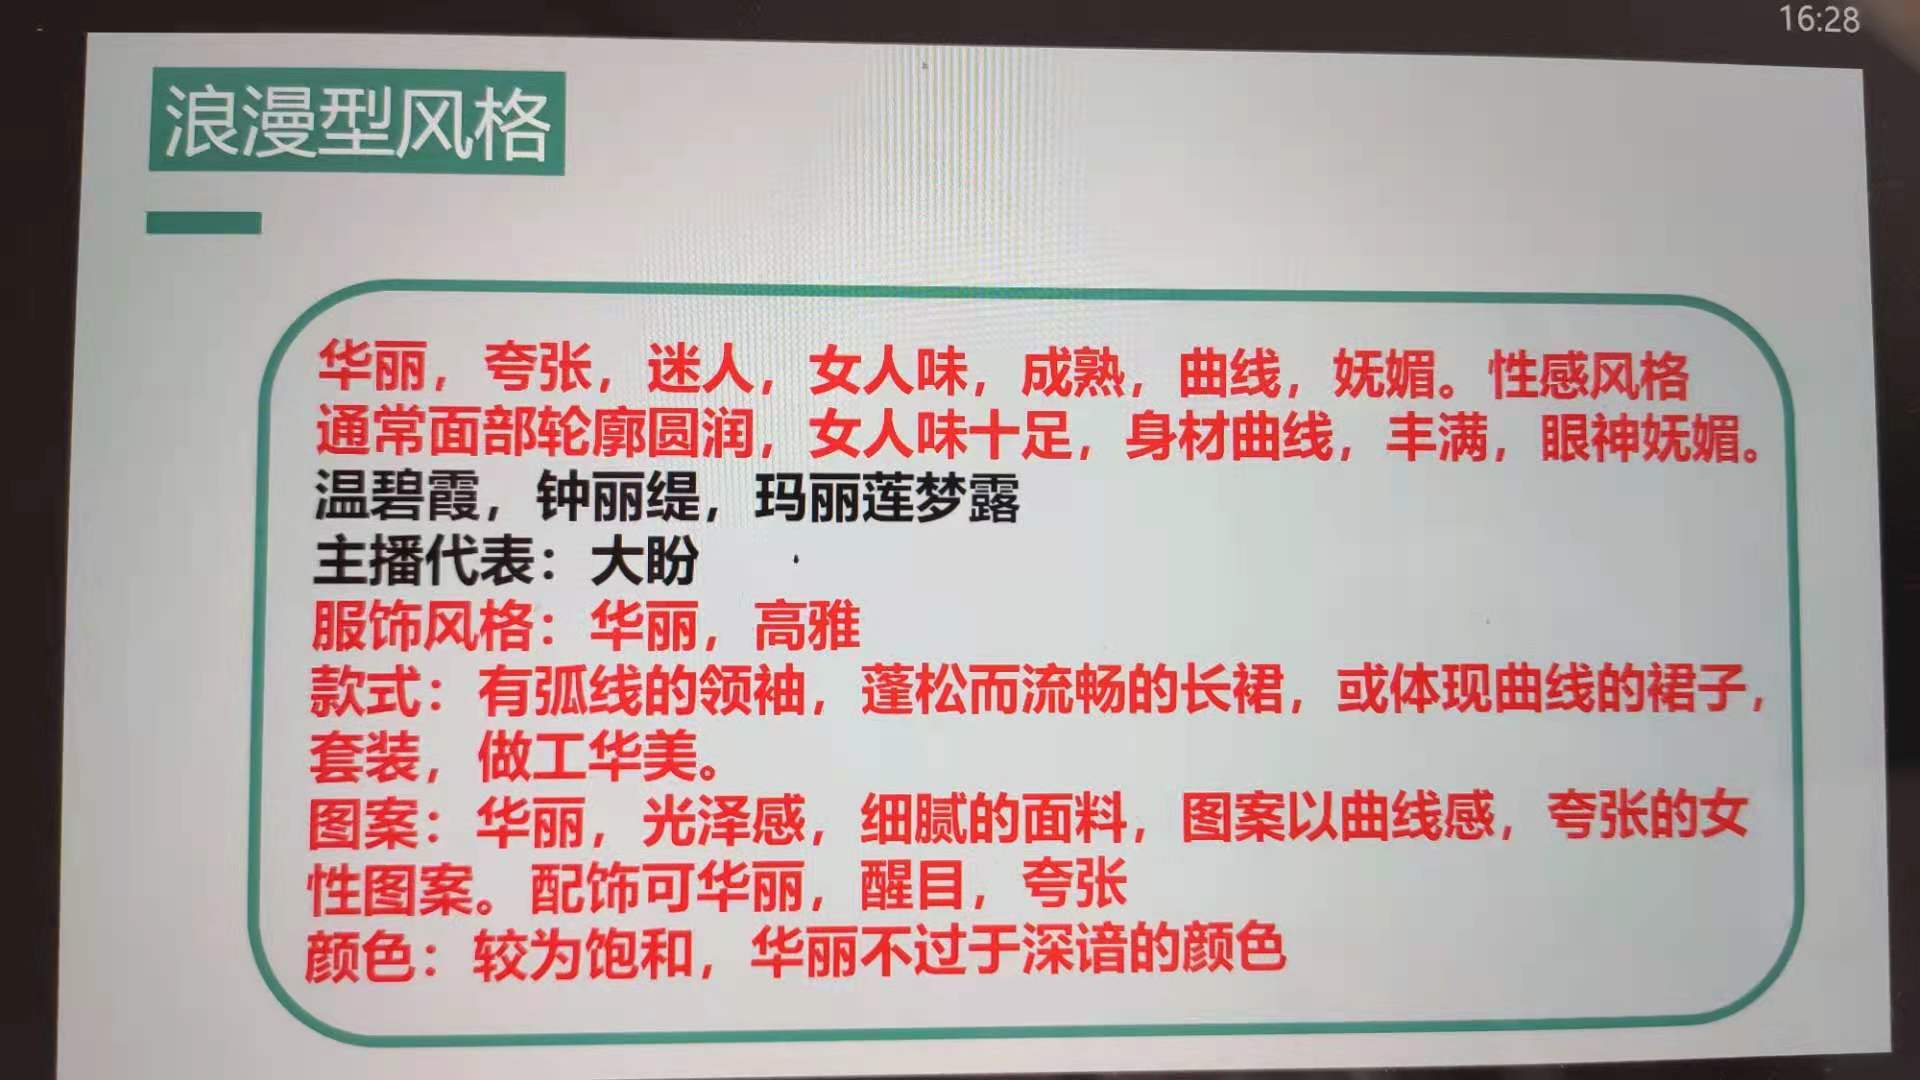 16:28
浪漫型风格
华丽，夸张，迷人，女人味，成熟，曲线，妩媚。性感风格
通常面部轮廓圆润，女人味十足，身材曲线，丰满，眼神妩媚。
温碧霞，钟丽缇，玛丽莲梦露
主播代表：大盼
服饰风格：华丽，高雅
款式：有弧线的领袖，蓬松而流畅的长裙，或体现曲线的裙子，
套装，做工华美。
图案：华丽，光泽感，细腻的面料，图案以曲线感，夸张的女
性图案。配饰可华丽，醒目，夸张
颜色：较为饱和，华丽不过于深谙的颜色